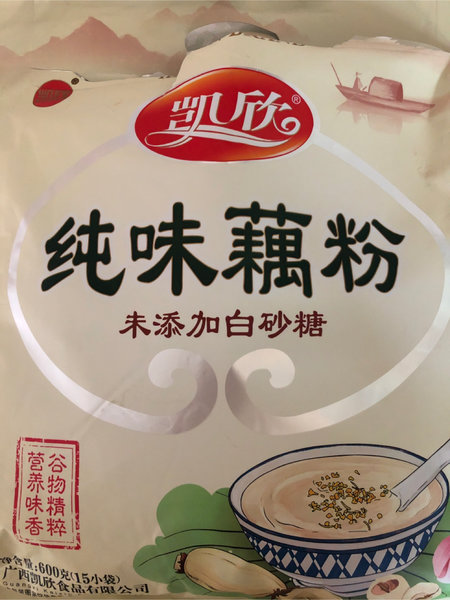 凯欣®
纯味藕粉
未添加白砂糖
谷物精粹
营养味香
净含量:600克(15小袋)
广西凯欣食品有限公司